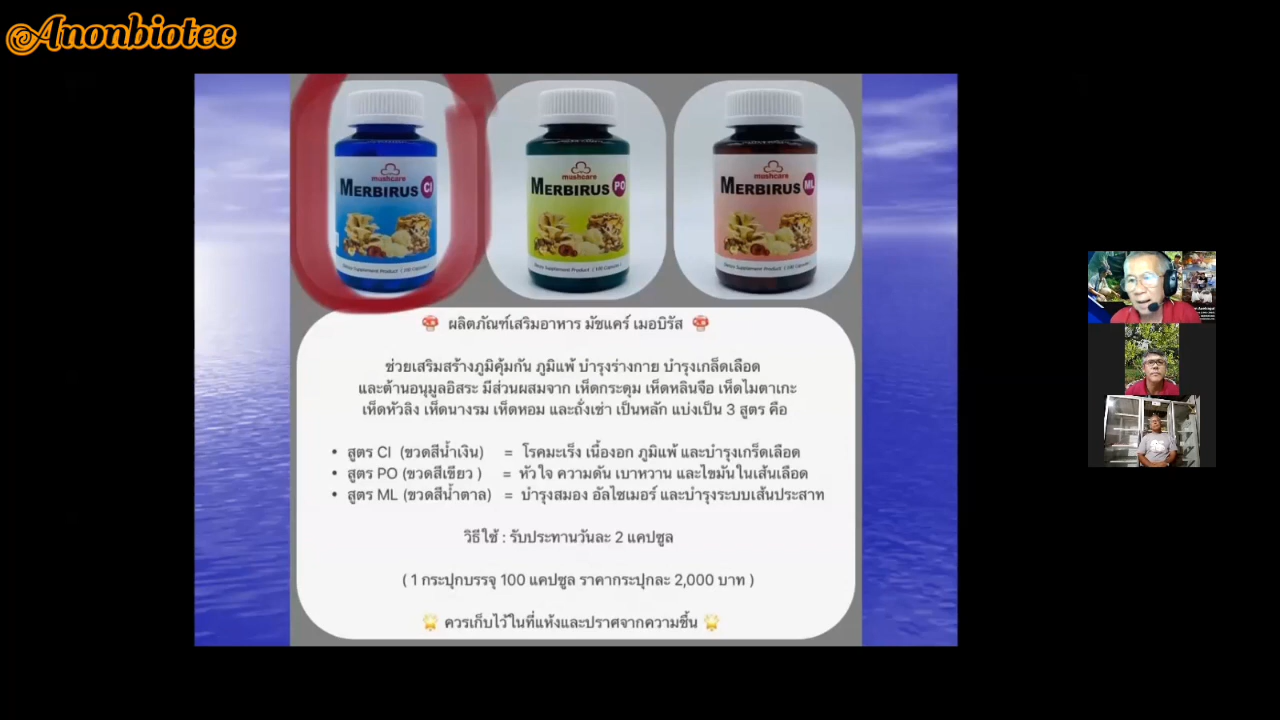 Anonbiotec
mushcare
MERBIRUS CI
Dietary Supplement Product ( 100 Capsules )
mushcare
MERBIRUS PO
Dietary Supplement Product ( 100 Capsules )
mushcare
MERBIRUS ML
Dietary Supplement Product ( 100 Capsules )
🍄 ผลิตภัณฑ์เสริมอาหาร มัชแคร์ เมอบิรัส 🍄
ช่วยเสริมสร้างภูมิคุ้มกัน ภูมิแพ้ บำรุงร่างกาย บำรุงเกล็ดเลือด
และต้านอนุมูลอิสระ มีส่วนผสมจาก เห็ดกระดุม เห็ดหลินจือ เห็ดไมตาเกะ
เห็ดหัวลิง เห็ดนางรม เห็ดหอม และถั่งเช่า เป็นหลัก แบ่งเป็น 3 สูตร คือ
• สูตร CI (ขวดสีน้ำเงิน) = โรคมะเร็ง เนื้องอก ภูมิแพ้ และบำรุงเกร็ดเลือด
• สูตร PO (ขวดสีเขียว ) = หัวใจ ความดัน เบาหวาน และไขมันในเส้นเลือด
• สูตร ML (ขวดสีน้ำตาล) = บำรุงสมอง อัลไซเมอร์ และบำรุงระบบเส้นประสาท
วิธีใช้ : รับประทานวันละ 2 แคปซูล
( 1 กระปุกบรรจุ 100 แคปซูล ราคากระปุกละ 2,000 บาท )
🌟 ควรเก็บไว้ในที่แห้งและปราศจากความชื้น 🌟